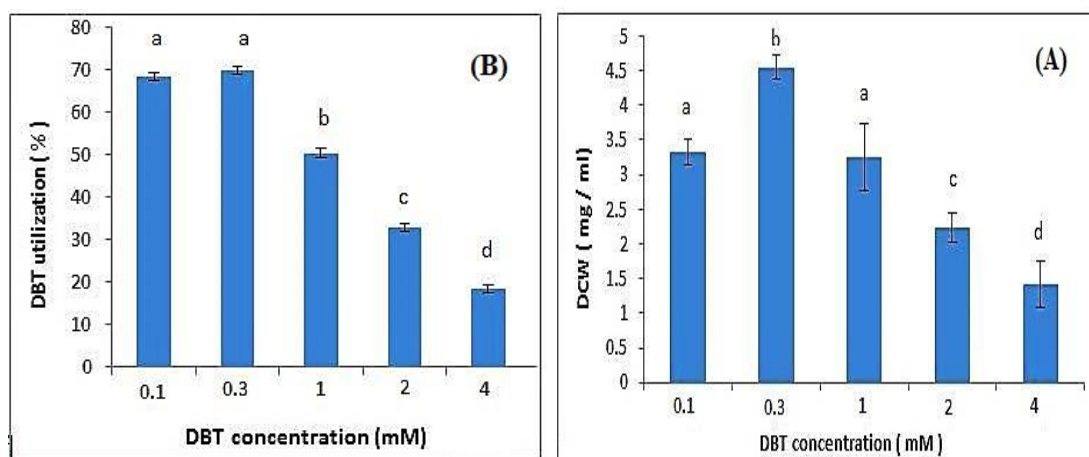 (B)
DBT utilization ( % )
80
70
60
50
40
30
20
10
0
a
a
b
c
d
0.1
0.3
1
2
4
DBT concentration (mM)
(A)
DCW ( mg / ml)
5
4.5
4
3.5
3
2.5
2
1.5
1
0.5
0
a
b
a
c
d
0.1
0.3
1
2
4
DBT concentration ( mM )